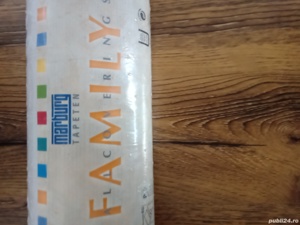 marburg
TAPETEN
FAMILY
publi24.ro